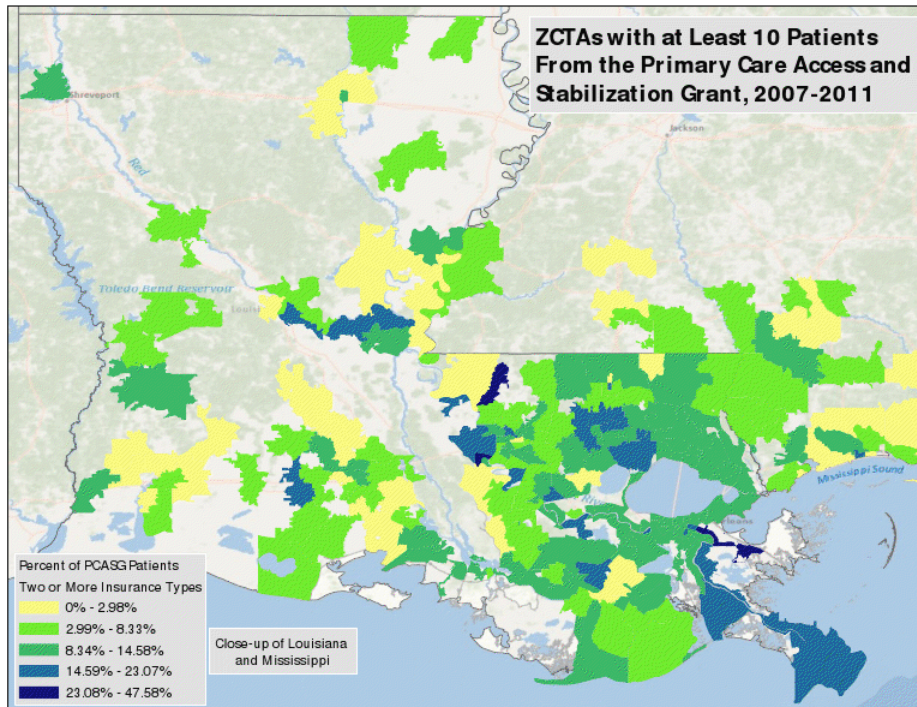 ZCTAs with at Least 10 Patients
From the Primary Care Access and
Stabilization Grant, 2007-2011
Shreveport
Jackson
Red
Toledo Bend Reservoir
Louisi
River
rleans
Mississippi Sound
Percent of PCASG Patients
Two or More Insurance Types
0% - 2.98%
2.99% - 8.33%
8.34% - 14.58%
14.59% - 23.07%
23.08% - 47.58%
Close-up of Louisiana
and Mississippi